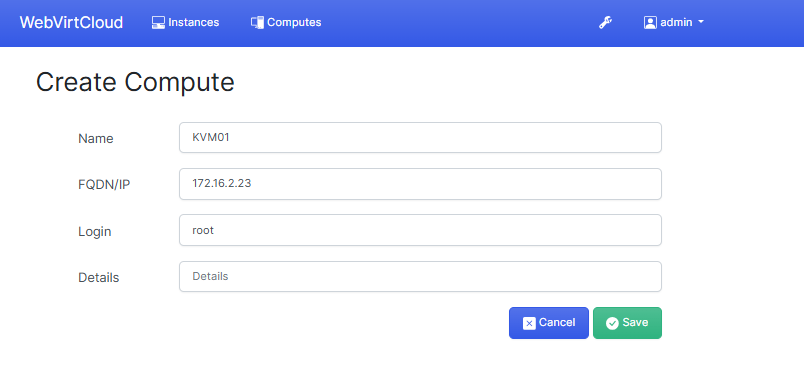 WebVirtCloud Instances Computes admin
Create Compute
Name KVM01
FQDN/IP 172.16.2.23
Login root
Details Details
Cancel Save